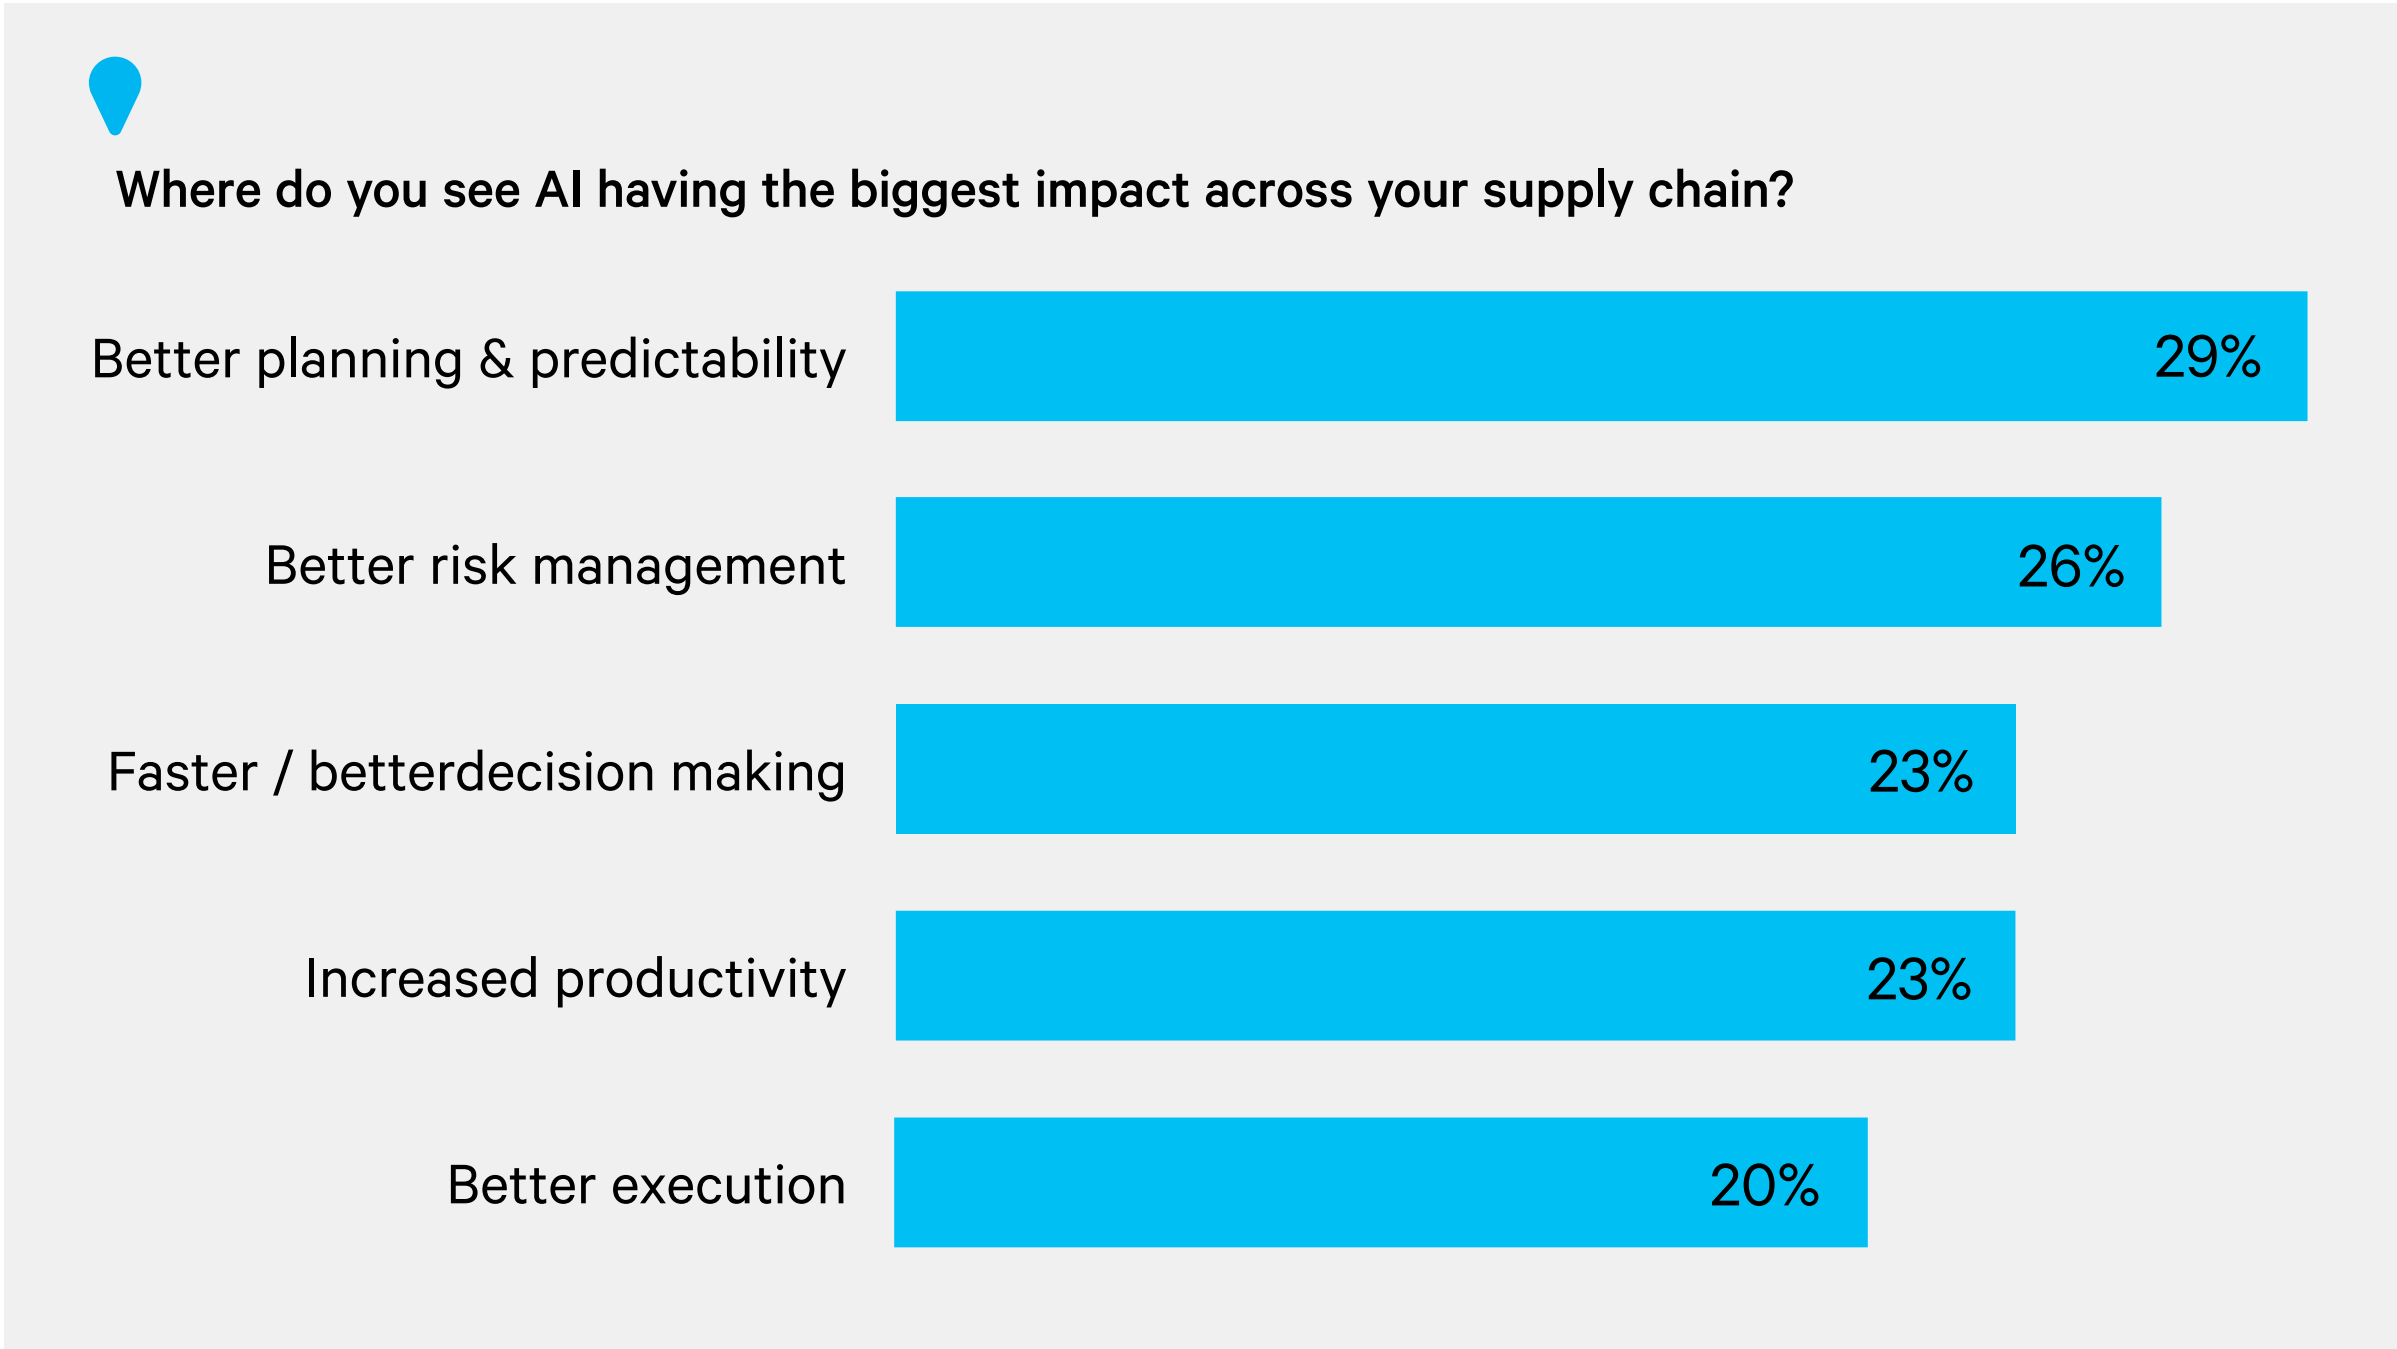 Where do you see AI having the biggest impact across your supply chain?
Better planning & predictability 29%
Better risk management 26%
Faster / betterdecision making 23%
Increased productivity 23%
Better execution 20%